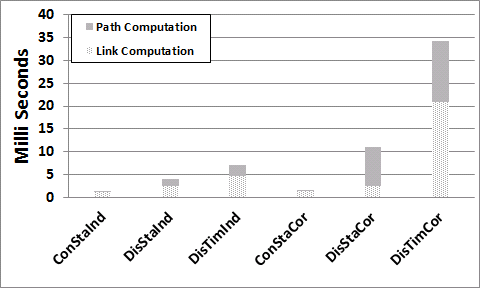 40
35
30
25
20
15
10
5
0
Milli Seconds
Path Computation
Link Computation
ConStaInd
DisStaInd
DisTimInd
ConStaCor
DisStaCor
DisTimCor